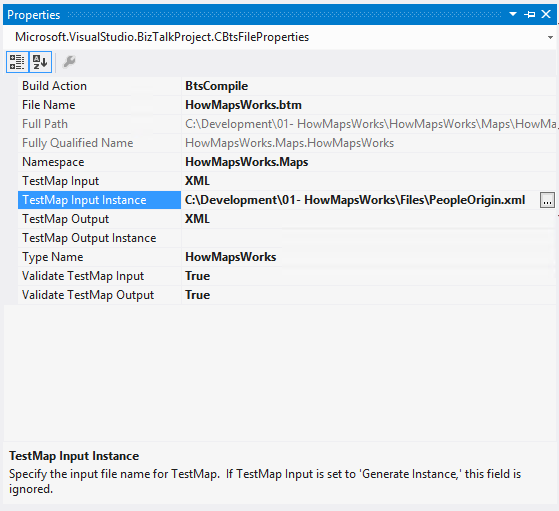 Properties
Microsoft.VisualStudio.BizTalkProject.CBtsFileProperties
Build Action BtsCompile
File Name HowMapsWorks.btm
Full Path C:\Development\01- HowMapsWorks\HowMapsWorks\Maps\HowMa
Fully Qualified Name HowMapsWorks.Maps.HowMapsWorks
Namespace HowMapsWorks.Maps
TestMap Input XML
TestMap Input Instance C:\Development\01- HowMapsWorks\Files\PeopleOrigin.xml ...
TestMap Output XML
TestMap Output Instance
Type Name HowMapsWorks
Validate TestMap Input True
Validate TestMap Output True
TestMap Input Instance
Specify the input file name for TestMap. If TestMap Input is set to 'Generate Instance,' this field is
ignored.